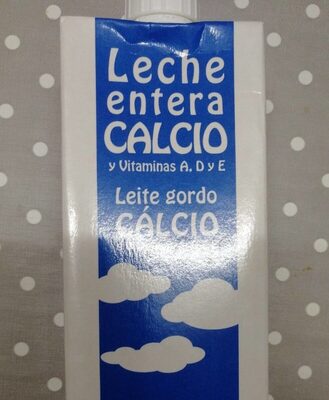 Leche
entera
CALCIO
y Vitaminas A, D y E
Leite gordo
CÁLCIO